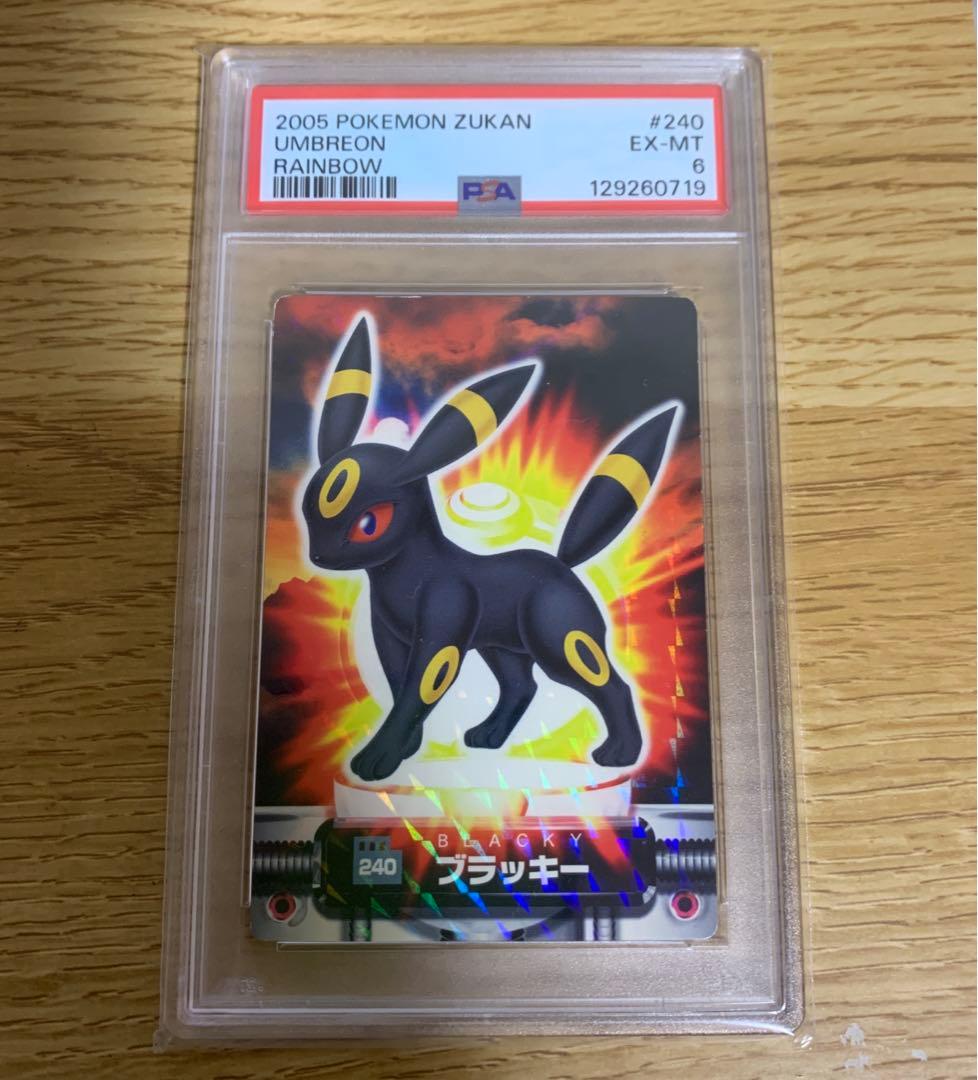 2005 POKEMON ZUKAN #240
UMBREON EX-MT
RAINBOW 6
PSA 129260719
BLACKY
240 ブラッキー